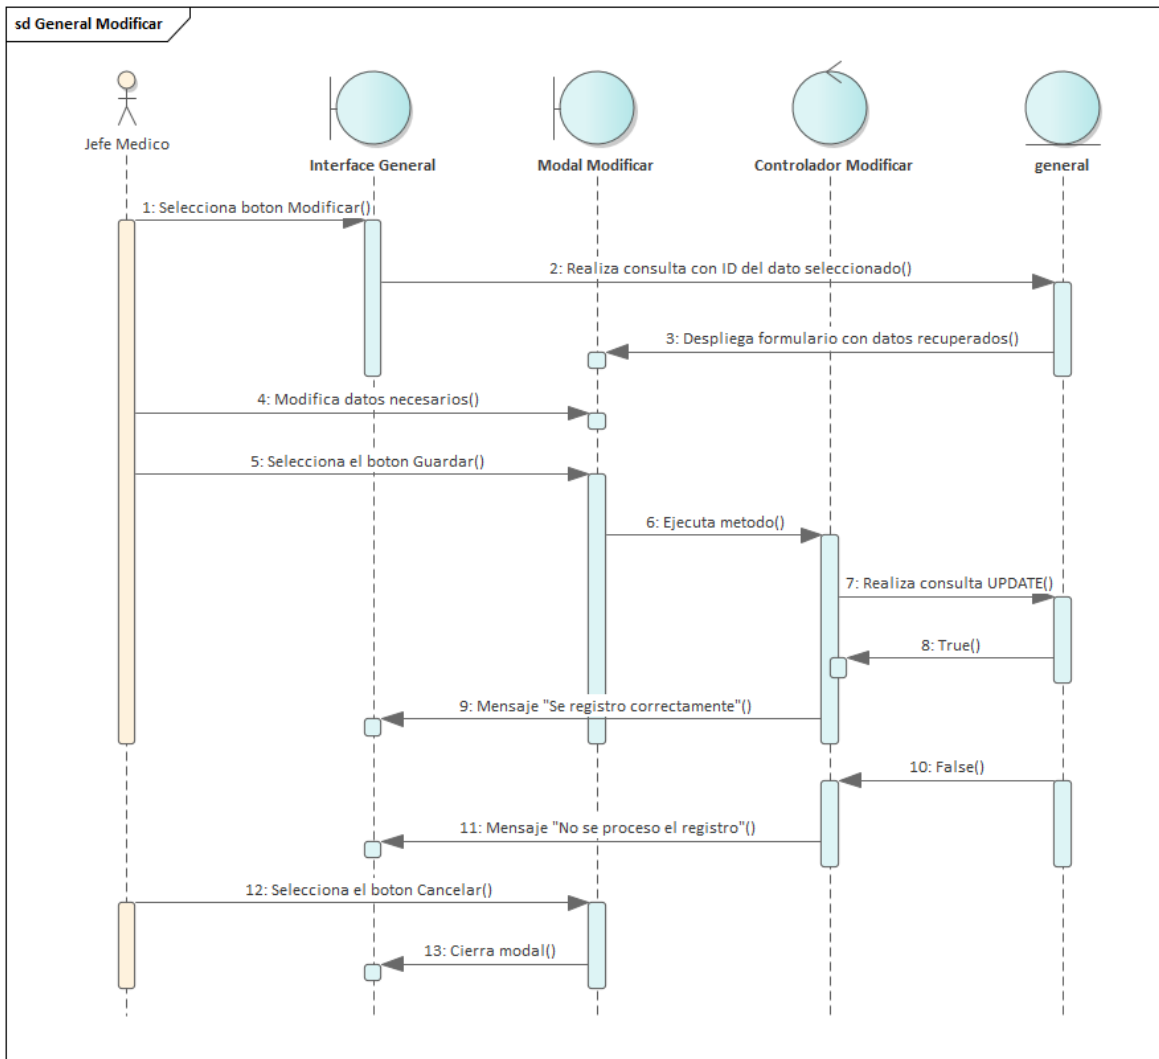 sd General Modificar
Jefe Medico
Interface General
Modal Modificar
Controlador Modificar
general
1: Selecciona boton Modificar()
2: Realiza consulta con ID del dato seleccionado()
3: Despliega formulario con datos recuperados()
4: Modifica datos necesarios()
5: Selecciona el boton Guardar()
6: Ejecuta metodo()
7: Realiza consulta UPDATE()
8: True()
9: Mensaje "Se registro correctamente"()
10: False()
11: Mensaje "No se proceso el registro"()
12: Selecciona el boton Cancelar()
13: Cierra modal()